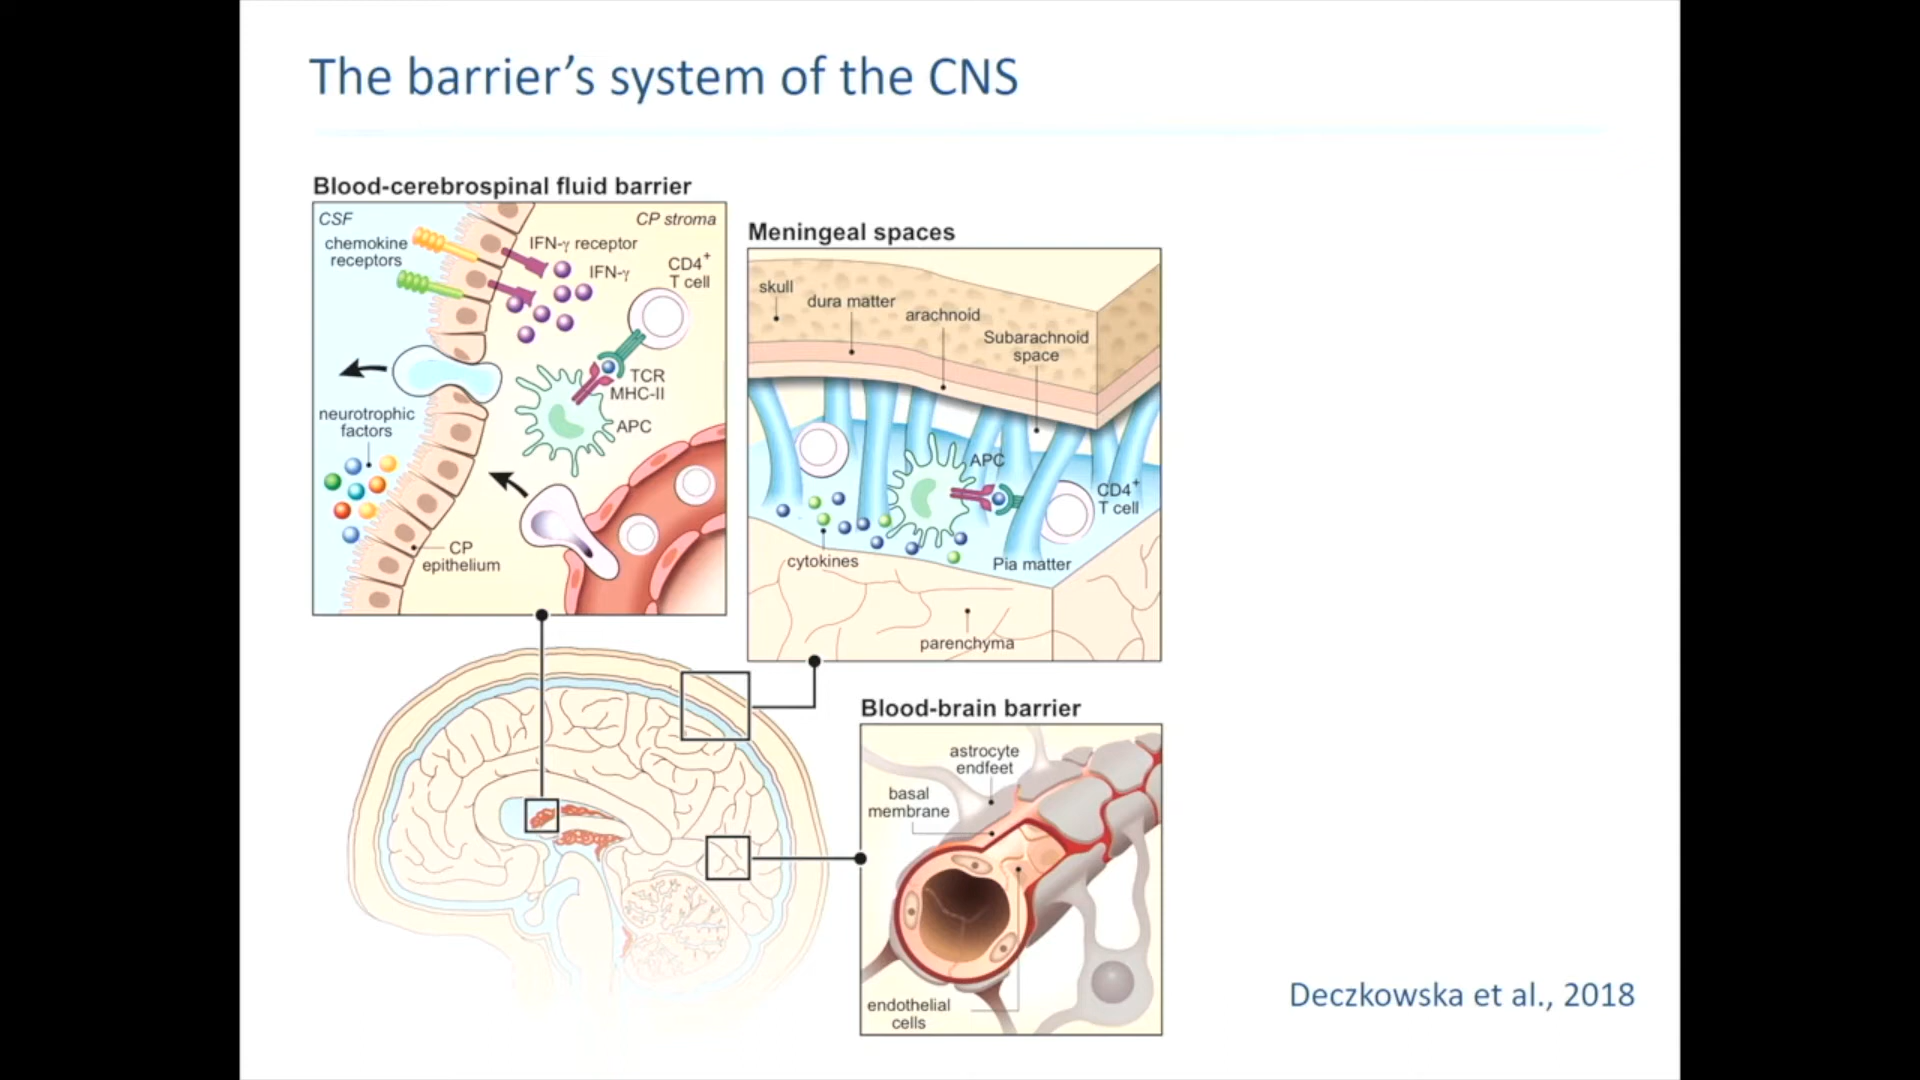 The barrier’s system of the CNS
Blood-cerebrospinal fluid barrier
CSF
CP stroma
chemokine
receptors
IFN-γ receptor
IFN-γ
CD4+
T cell
TCR
MHC-II
APC
neurotrophic
factors
CP
epithelium
Meningeal spaces
skull
dura matter
arachnoid
Subarachnoid
space
APC
CD4+
T cell
cytokines
Pia matter
parenchyma
Blood-brain barrier
astrocyte
endfeet
basal
membrane
endothelial
cells
Deczkowska et al., 2018